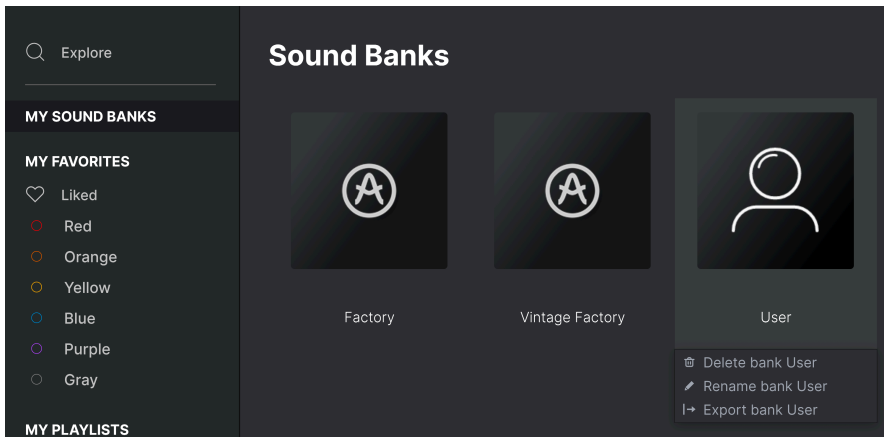 Explore
MY SOUND BANKS
MY FAVORITES
Liked
Red
Orange
Yellow
Blue
Purple
Gray
MY PLAYLISTS
Sound Banks
Factory
Vintage Factory
User
Delete bank User
Rename bank User
Export bank User